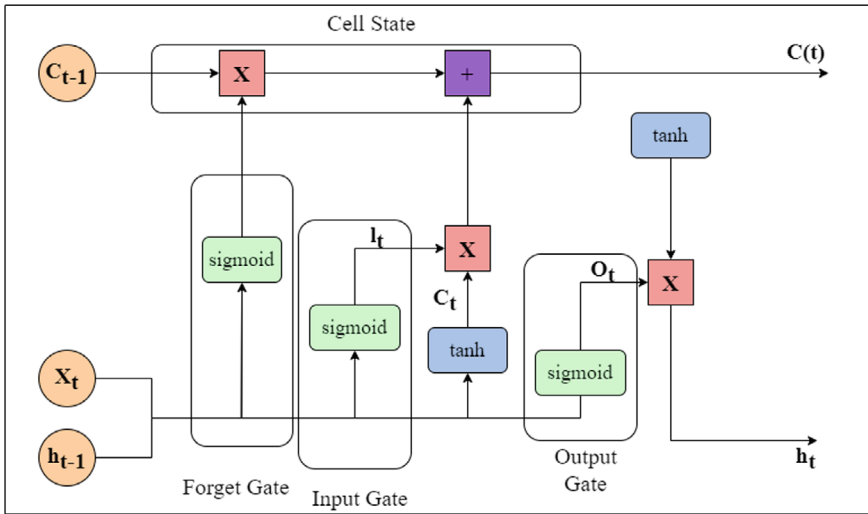 Cell State
C(t)
Ct-1
X
+
tanh
sigmoid
lt
X
Ot
X
Ct
sigmoid
tanh
sigmoid
Xt
ht-1
ht
Forget Gate
Input Gate
Output
Gate